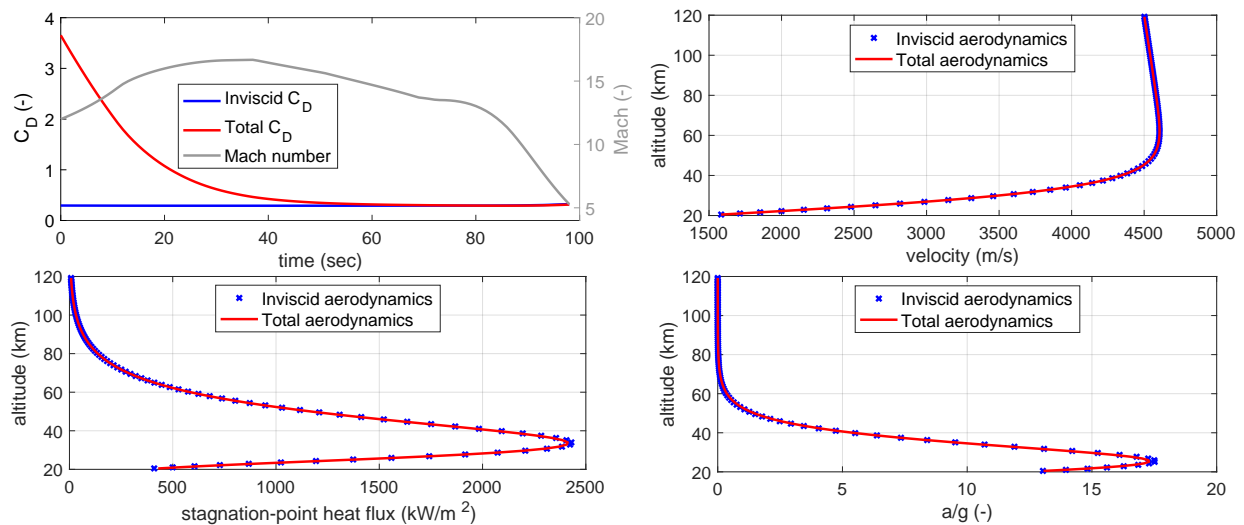 4
3
2
1
0
C_D (-)
20
15
10
5
Mach (-)
Inviscid C_D
Total C_D
Mach number
0
20
40
60
80
100
time (sec)
120
100
80
60
40
20
altitude (km)
Inviscid aerodynamics
Total aerodynamics
1500
2000
2500
3000
3500
4000
4500
5000
velocity (m/s)
120
100
80
60
40
20
altitude (km)
Inviscid aerodynamics
Total aerodynamics
0
500
1000
1500
2000
2500
stagnation-point heat flux (kW/m 2)
120
100
80
60
40
20
altitude (km)
Inviscid aerodynamics
Total aerodynamics
0
5
10
15
20
a/g (-)